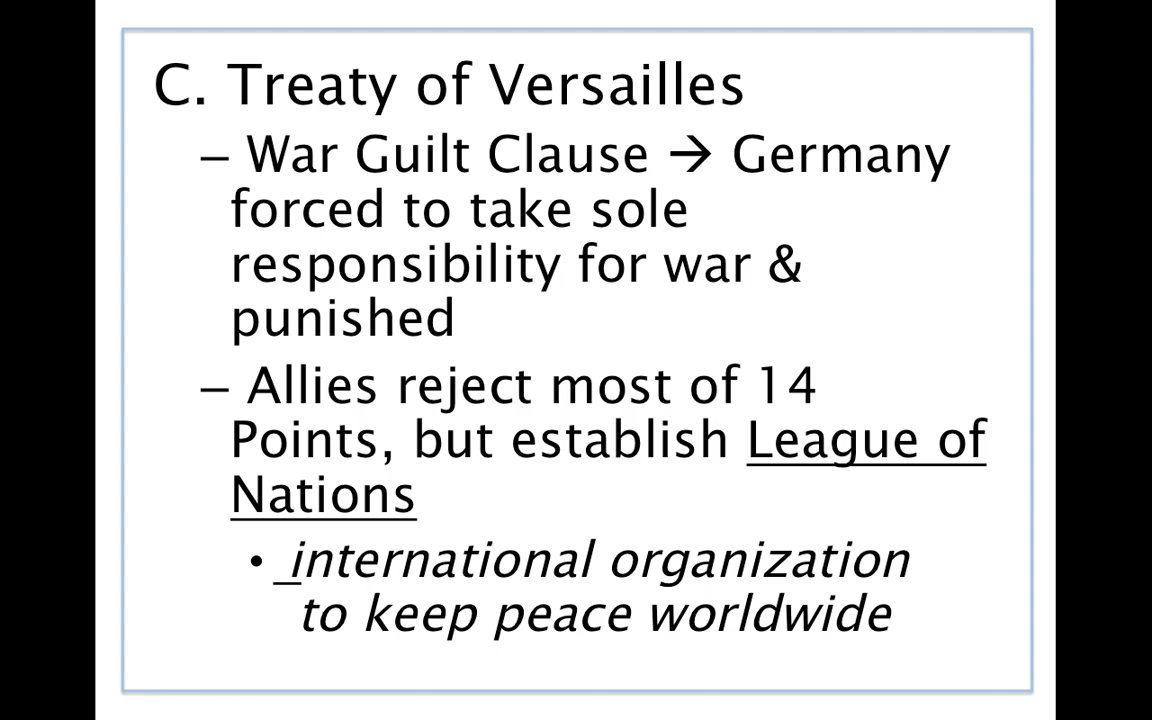 C. Treaty of Versailles
– War Guilt Clause → Germany
forced to take sole
responsibility for war &
punished
– Allies reject most of 14
Points, but establish League of
Nations
• international organization
to keep peace worldwide